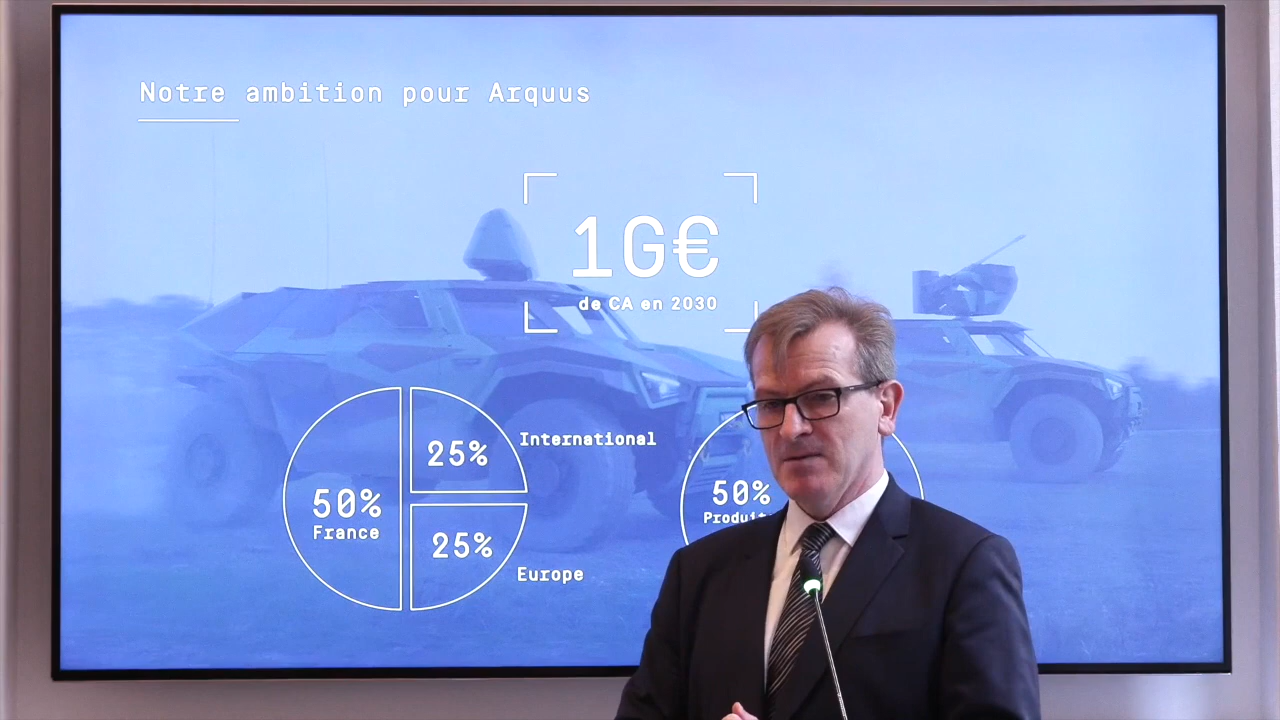 Notre ambition pour Arquus
1G€
de CA en 2030
25%
International
50%
France
25%
Europe
50%